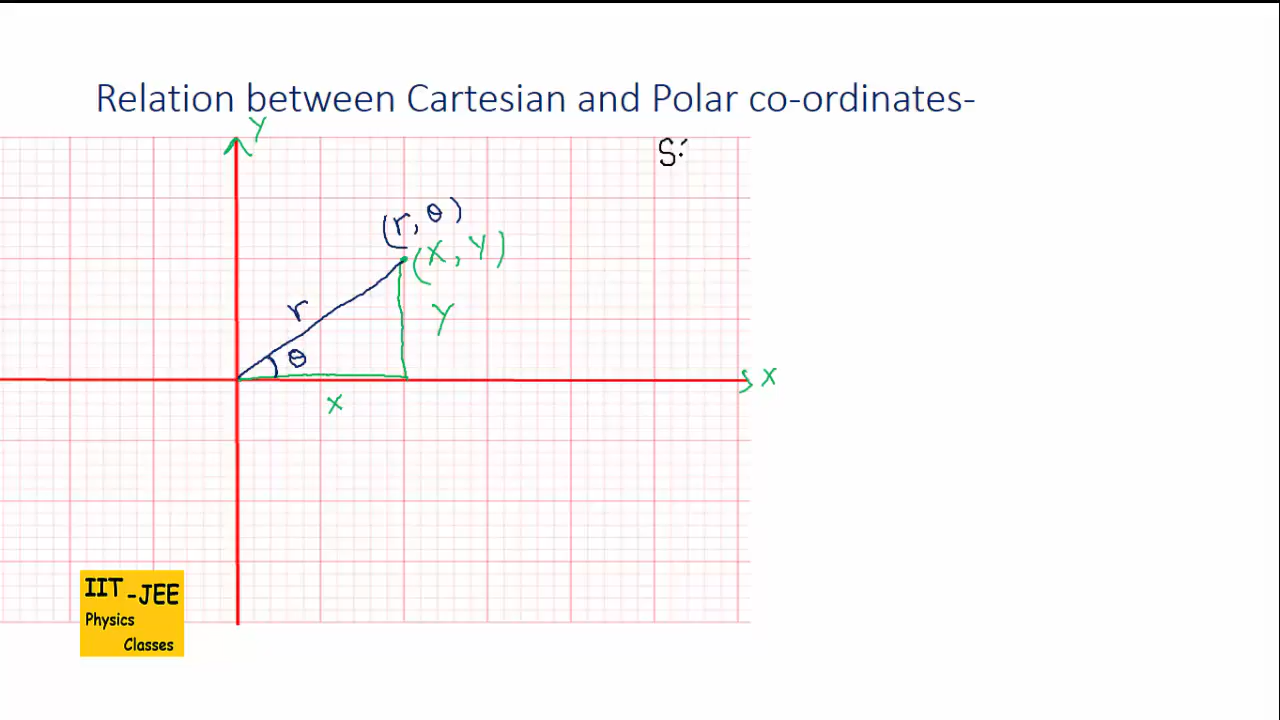 Relation between Cartesian and Polar co-ordinates-
Y
S:
(r, θ)
(x, y)
r
y
θ
x
x
IIT -JEE
Physics
Classes